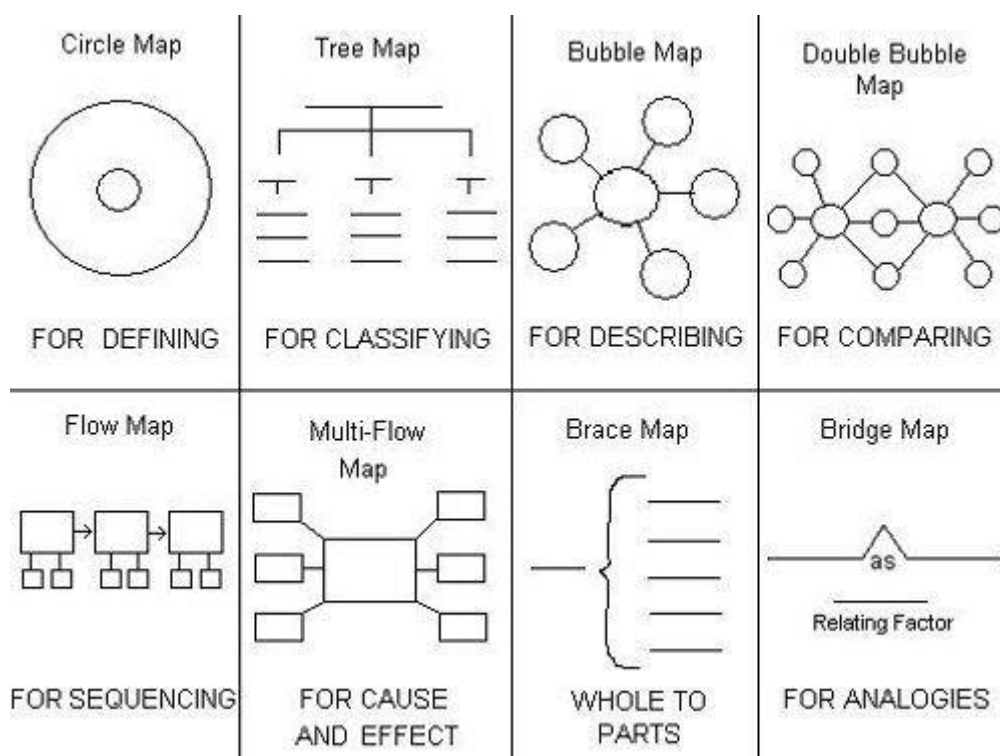 Circle Map
FOR DEFINING
Tree Map
FOR CLASSIFYING
Bubble Map
FOR DESCRIBING
Double Bubble
Map
FOR COMPARING
Flow Map
FOR SEQUENCING
Multi-Flow
Map
FOR CAUSE
AND EFFECT
Brace Map
WHOLE TO
PARTS
Bridge Map
as
Relating Factor
FOR ANALOGIES